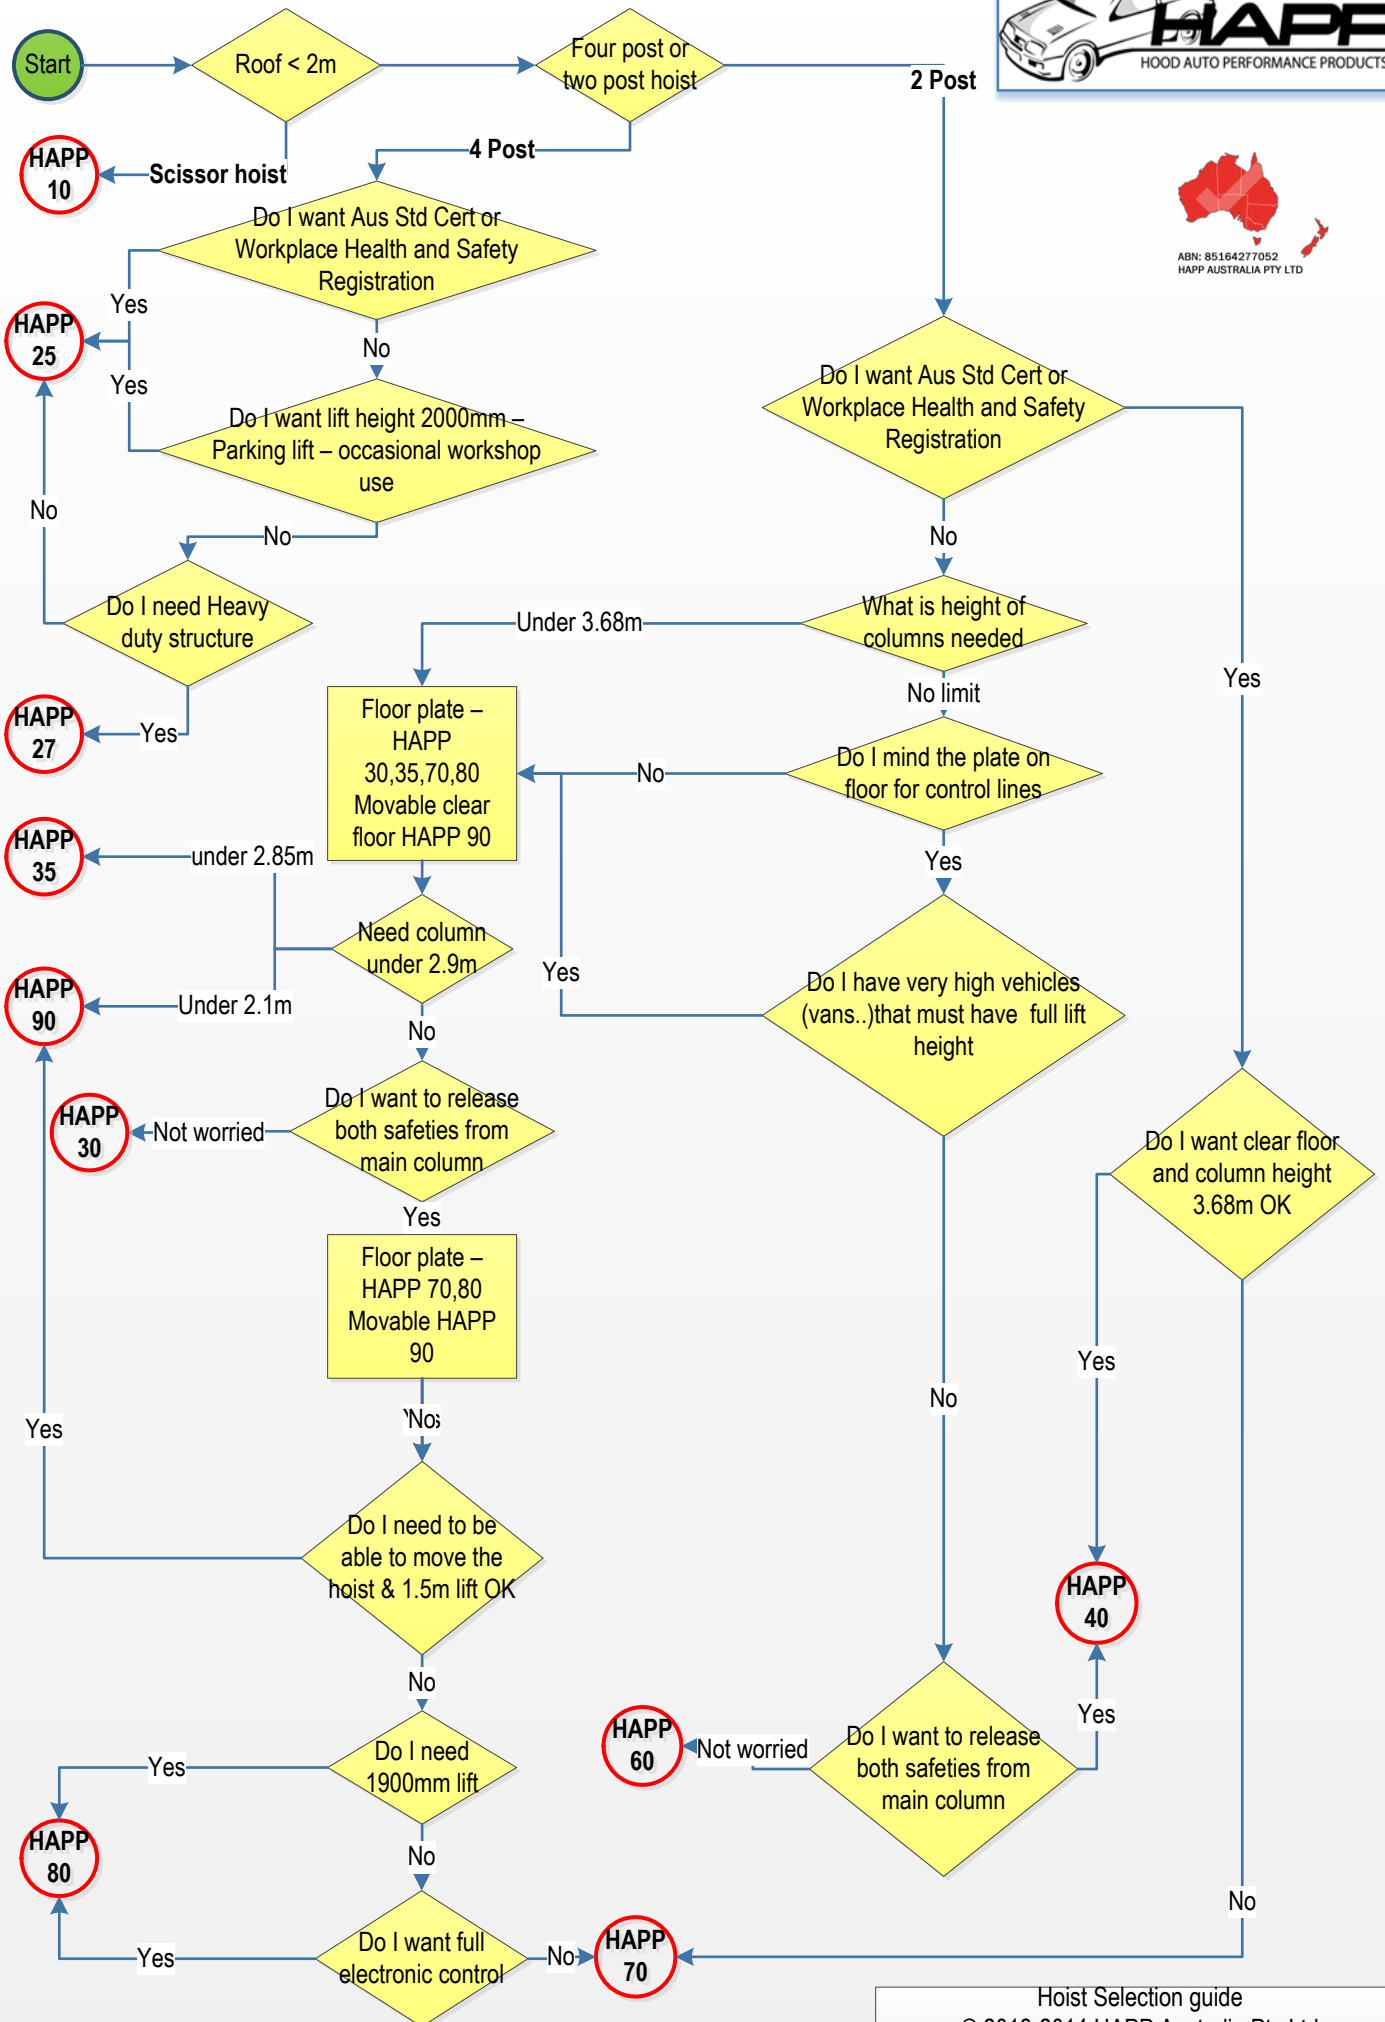 Start
Roof < 2m
Four post or
two post hoist
2 Post
HOOD AUTO PERFORMANCE PRODUCTS
4 Post
HAPP
10
Scissor hoist
ABN: 85164277052
HAPP AUSTRALIA PTY LTD
Do I want Aus Std Cert or
Workplace Health and Safety
Registration
Yes
HAPP
25
No
Yes
Do I want lift height 2000mm –
Parking lift – occasional workshop
use
Do I want Aus Std Cert or
Workplace Health and Safety
Registration
No
No
No
Do I need Heavy
duty structure
Under 3.68m
What is height of
columns needed
Yes
No limit
HAPP
27
Yes
Floor plate –
HAPP
30,35,70,80
Movable clear
floor HAPP 90
No
Do I mind the plate on
floor for control lines
HAPP
35
under 2.85m
Yes
Need column
under 2.9m
Yes
HAPP
90
Under 2.1m
Do I have very high vehicles
(vans..)that must have full lift
height
No
HAPP
30
Not worried
Do I want to release
both safeties from
main column
Do I want clear floor
and column height
3.68m OK
Yes
Floor plate –
HAPP 70,80
Movable HAPP
90
Yes
No
Yes
No
Do I need to be
able to move the
hoist & 1.5m lift OK
HAPP
40
No
HAPP
60
Not worried
Do I want to release
both safeties from
main column
Yes
Yes
Do I need
1900mm lift
HAPP
80
No
No
Yes
Do I want full
electronic control
No
HAPP
70
Hoist Selection guide